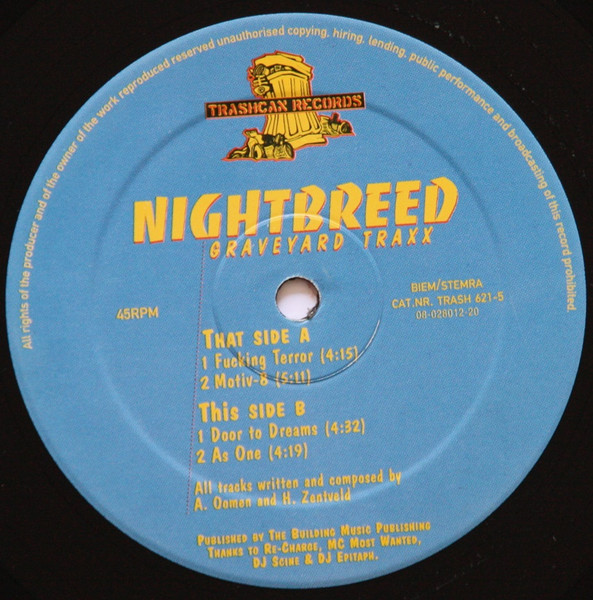 All rights of the producer and of the owner of the work reproduced reserved unauthorised copying, hiring, lending, public performance and broadcasting of this record prohibited.
TRASHCAN RECORDS
NIGHTBREED
GRAVEYARD TRAXX
45RPM
BIEM/STEMRA
CAT.NR. TRASH 621-5
08-028012-20
THAT SIDE A
1 Fucking Terror (4:15)
2 Motiv-8 (5:11)
This SIDE B
1 Door to Dreams (4:32)
2 As One (4:19)
All tracks written and composed by
A. Oomen and H. Zantveld
PUBLISHED BY THE BUILDING MUSIC PUBLISHING
THANKS TO RE-CHARGE, MC MOST WANTED,
DJ SCINE & DJ EPITAPH.